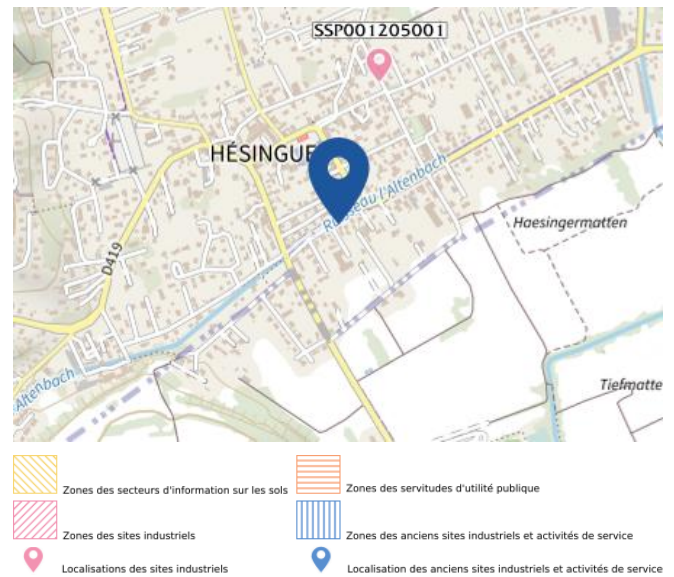 SSP001205001
HÉSINGUE
Ruisseau l'Altenbach
Haesingermatten
D419
Altenbach
Tiefmatte
Zones des secteurs d'information sur les sols
Zones des servitudes d'utilité publique
Zones des sites industriels
Zones des anciens sites industriels et activités de service
Localisations des sites industriels
Localisation des anciens sites industriels et activités de service